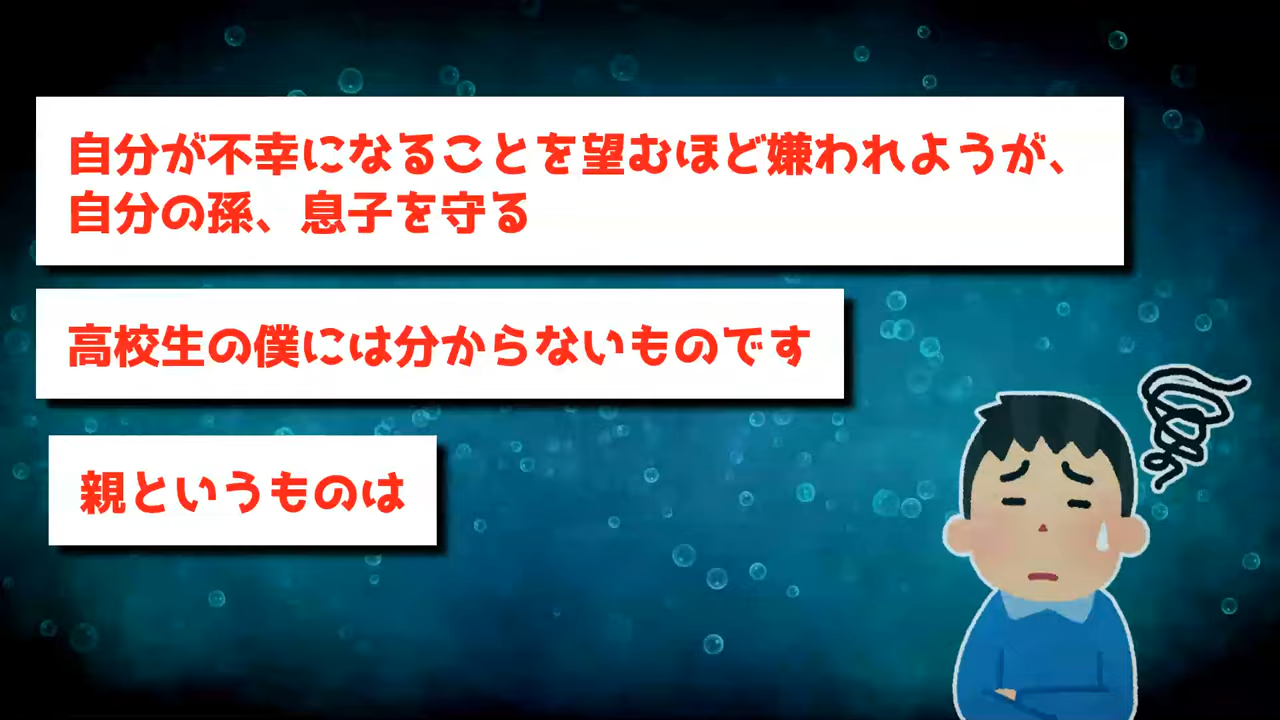 自分が不幸になることを望むほど嫌われようが、
自分の孫、息子を守る
高校生の僕には分からないものです
親というものは